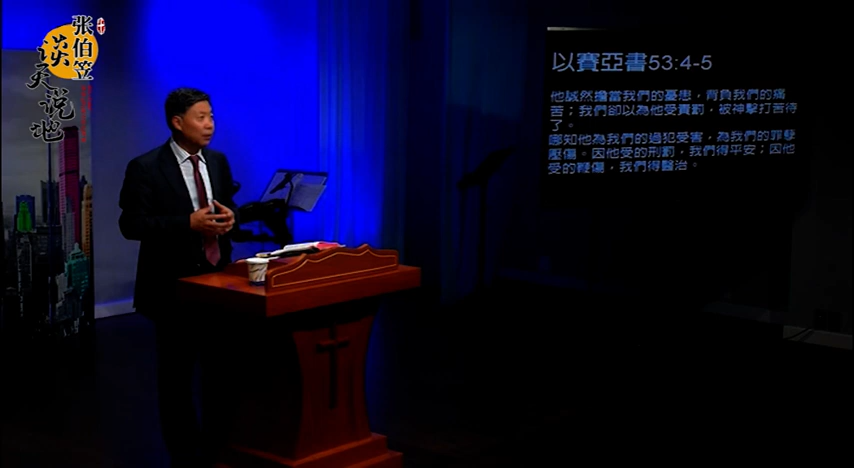 张伯笠
谈天说地
以賽亞書53:4-5
他誠然擔當我們的憂患，背負我們的痛
苦；我們卻以為他受責罰，被神擊打苦待
了。
哪知他為我們的過犯受害，為我們的罪孽
壓傷。因他受的刑罰，我們得平安；因他
受的鞭傷，我們得醫治。